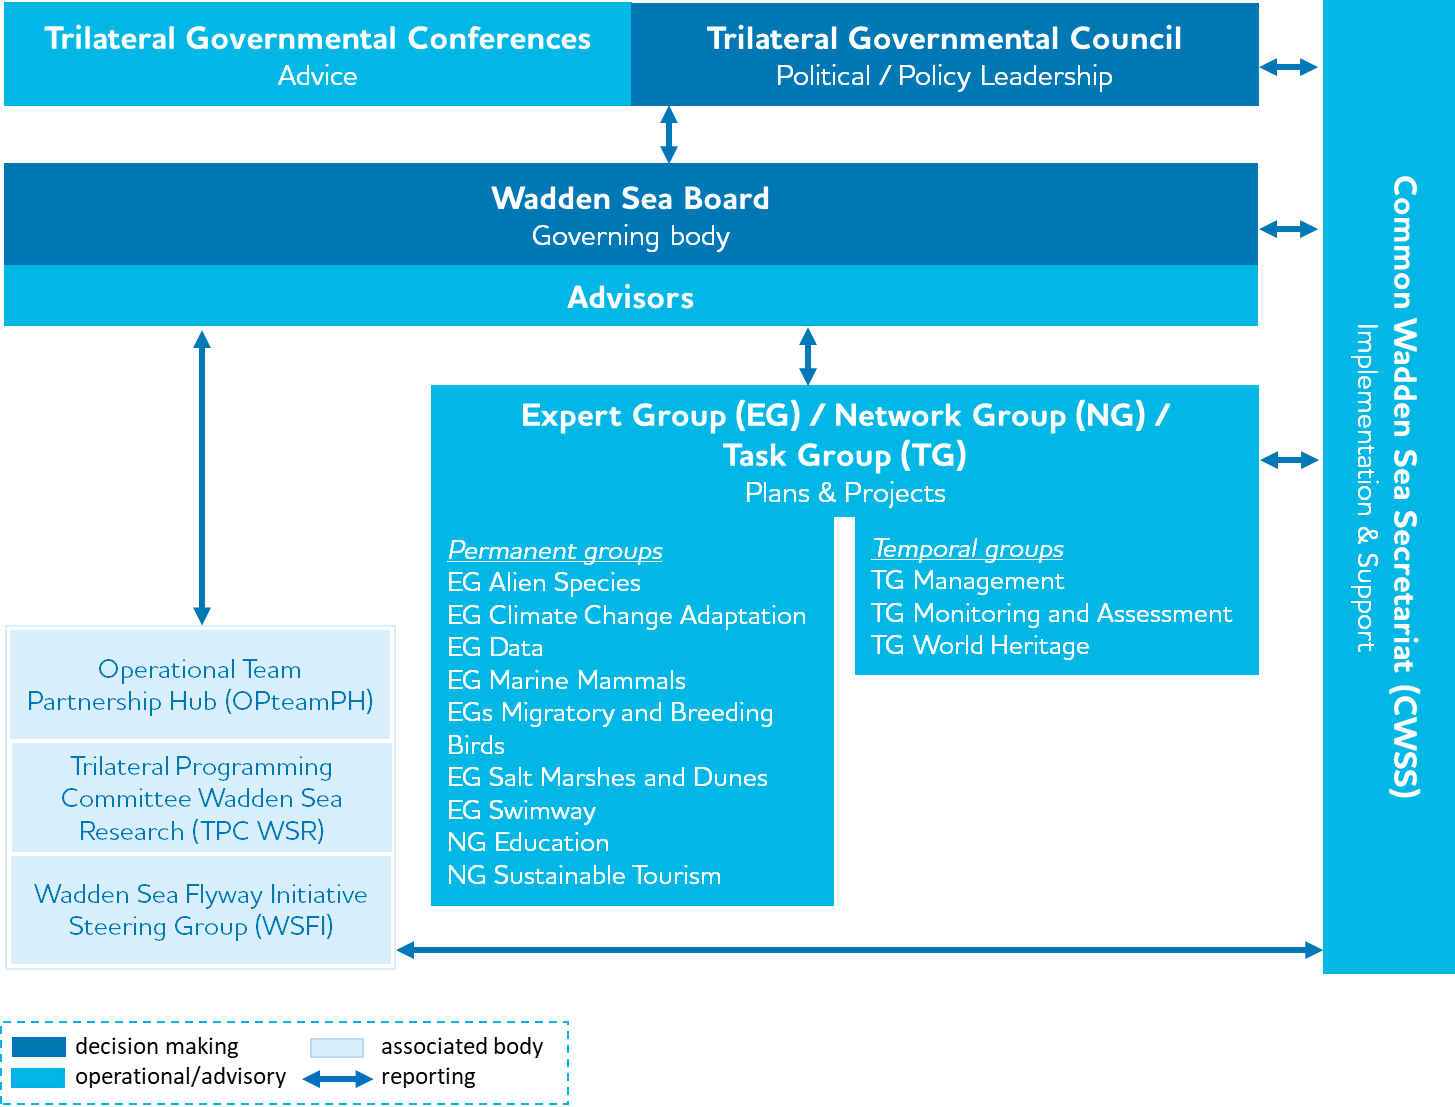 Trilateral Governmental Conferences
Advice
Trilateral Governmental Council
Political / Policy Leadership
Wadden Sea Board
Governing body
Advisors
Expert Group (EG) / Network Group (NG) /
Task Group (TG)
Plans & Projects
Permanent groups
EG Alien Species
EG Climate Change Adaptation
EG Data
EG Marine Mammals
EGs Migratory and Breeding
Birds
EG Salt Marshes and Dunes
EG Swimway
NG Education
NG Sustainable Tourism
Temporal groups
TG Management
TG Monitoring and Assessment
TG World Heritage
Operational Team
Partnership Hub (OPteamPH)
Trilateral Programming
Committee Wadden Sea
Research (TPC WSR)
Wadden Sea Flyway Initiative
Steering Group (WSFI)
Common Wadden Sea Secretariat (CWSS)
Implementation & Support
decision making
associated body
operational/advisory
reporting